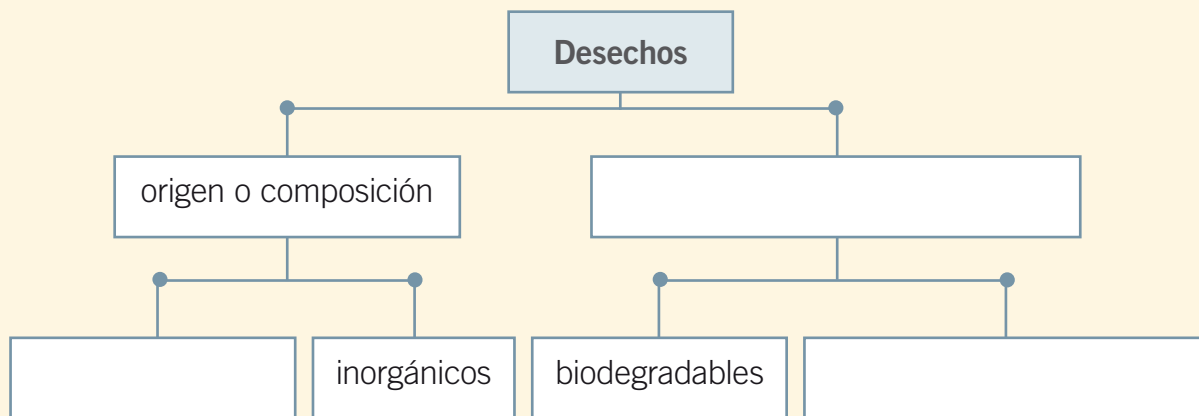 Desechos
origen o composición
inorgánicos
biodegradables